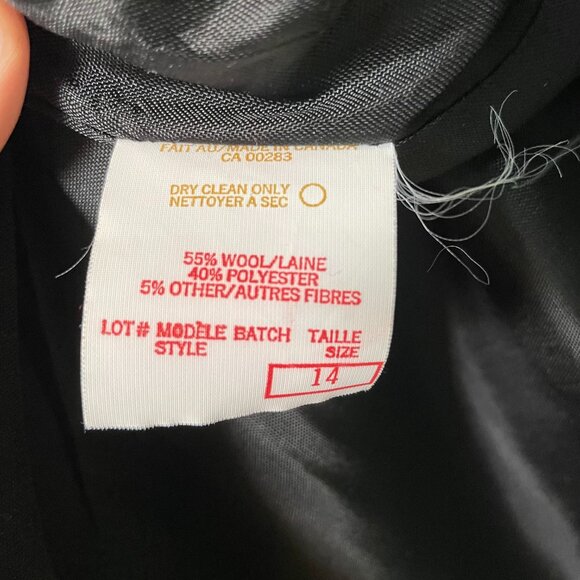 FAIT AU/MADE IN CANADA
CA 00283
DRY CLEAN ONLY
NETTOYER A SEC
55% WOOL/LAINE
40% POLYESTER
5% OTHER/AUTRES FIBRES
LOT# MODÈLE BATCH TAILLE
STYLE SIZE
14